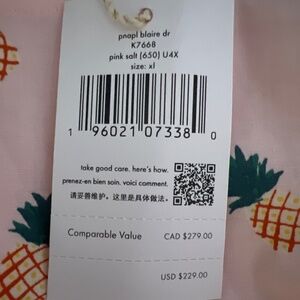 pnapl blaire dr
K7668
pink salt (650) U4X
size: xl
1 96021 07338 0
take good care. here's how.
prenez-en bien soin. voici comment.
请妥善维护。这里是具体做法。
Comparable Value CAD $279.00
USD $229.00